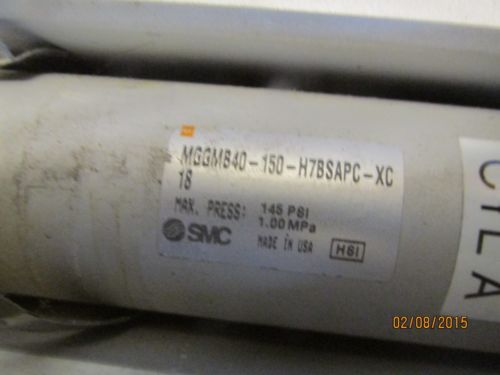 MGGMB40-150-H7BSAPC-XC
18
MAX. PRESS: 145 PSI
1.00 MPa
SMC MADE IN USA HSI
CYLA
02/08/2015